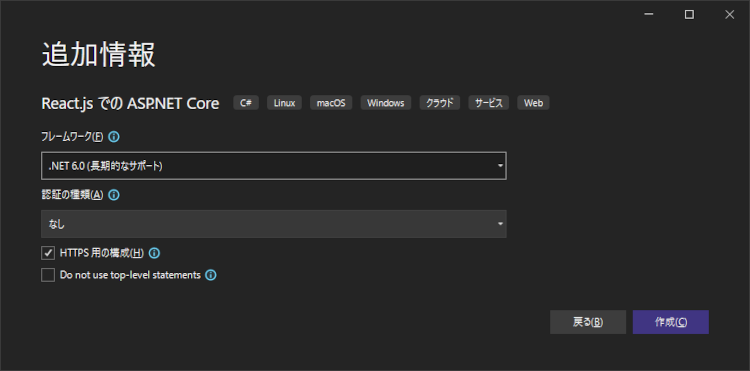 追加情報
React.js での ASP.NET Core C# Linux macOS Windows クラウド サービス Web
フレームワーク(F)
.NET 6.0 (長期的なサポート)
認証の種類(A)
なし
HTTPS 用の構成(H)
Do not use top-level statements
戻る(B) 作成(C)